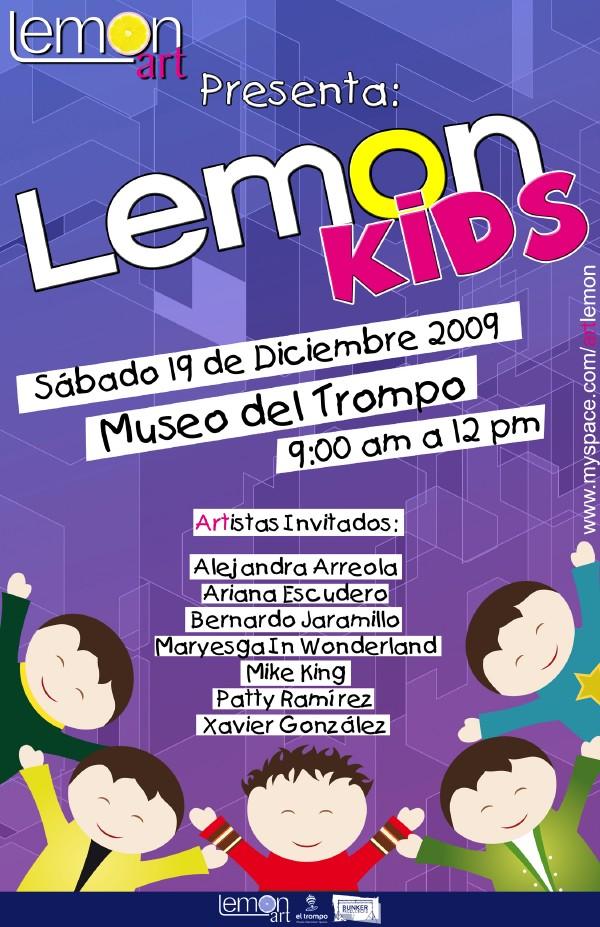 Lemon
art
Presenta:
Lemon
KiDS
Sábado 19 de Diciembre 2009
Museo del Trompo
9:00 am a 12 pm
www.myspace.com/artlemon
Artistas Invitados:
Alejandra Arreola
Ariana Escudero
Bernardo Jaramillo
Maryesga In Wonderland
Mike King
Patty Ramírez
Xavier González
Lemon
art
el trompo
BUNKER